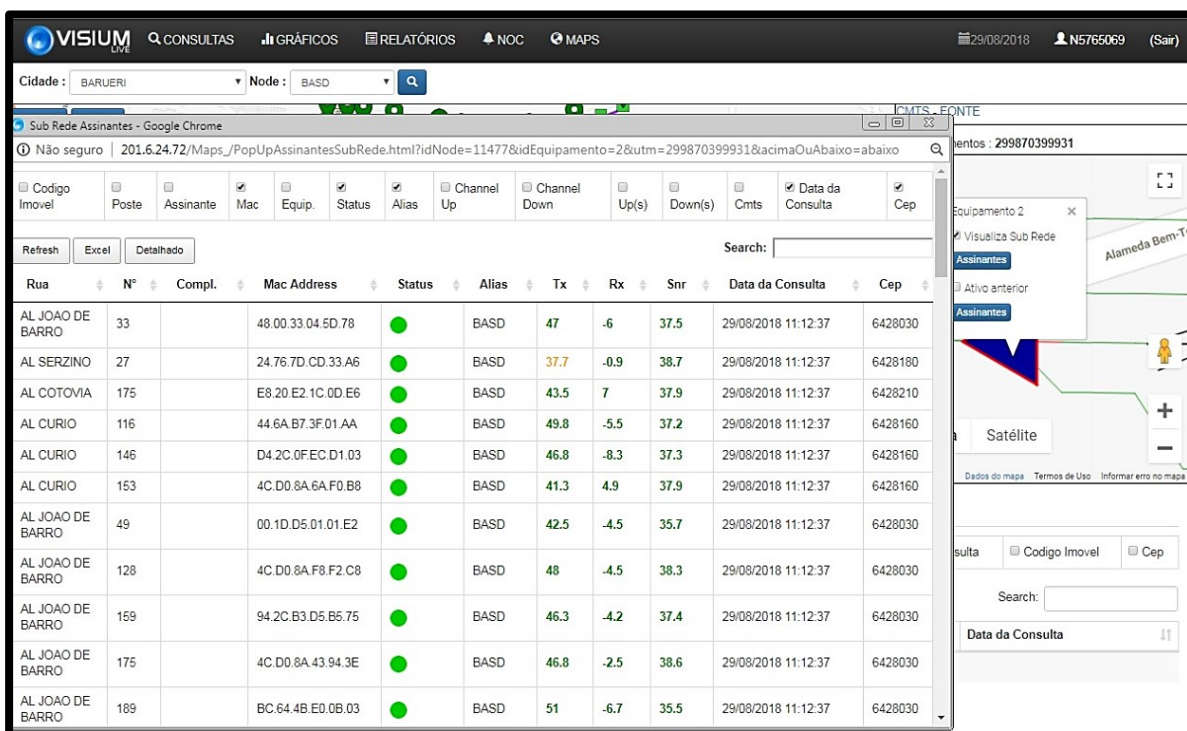 VISIUM LIVE CONSULTAS GRÁFICOS RELATÓRIOS NOC MAPS 29/08/2018 N5765069 (Sair)
Cidade : BARUERI Node : BASD
CMTS - FONTE
Sub Rede Assinantes - Google Chrome
Não seguro | 201.6.24.72/Maps_/PopUpAssinantesSubRede.html?idNode=11477&idEquipamento=2&utm=299870399931&acimaOuAbaixo=abaixo
entos : 299870399931
Codigo Imovel Poste Assinante Mac Equip. Status Alias Channel Up Channel Down Up(s) Down(s) Cmts Data da Consulta Cep
Refresh Excel Detalhado Search:
Rua N° Compl. Mac Address Status Alias Tx Rx Snr Data da Consulta Cep
AL JOAO DE BARRO 33 48.00.33.04.5D.78 BASD 47 -6 37.5 29/08/2018 11:12:37 6428030
AL SERZINO 27 24.76.7D.CD.33.A6 BASD 37.7 -0.9 38.7 29/08/2018 11:12:37 6428180
AL COTOVIA 175 E8.20.E2.1C.0D.E6 BASD 43.5 7 37.9 29/08/2018 11:12:37 6428210
AL CURIO 116 44.6A.B7.3F.01.AA BASD 49.8 -5.5 37.2 29/08/2018 11:12:37 6428160
AL CURIO 146 D4.2C.0F.EC.D1.03 BASD 46.8 -8.3 37.3 29/08/2018 11:12:37 6428160
AL CURIO 153 4C.D0.8A.6A.F0.B8 BASD 41.3 4.9 37.9 29/08/2018 11:12:37 6428160
AL JOAO DE BARRO 49 00.1D.D5.01.01.E2 BASD 42.5 -4.5 35.7 29/08/2018 11:12:37 6428030
AL JOAO DE BARRO 128 4C.D0.8A.F8.F2.C8 BASD 48 -4.5 38.3 29/08/2018 11:12:37 6428030
AL JOAO DE BARRO 159 94.2C.B3.D5.B5.75 BASD 46.3 -4.2 37.4 29/08/2018 11:12:37 6428030
AL JOAO DE BARRO 175 4C.D0.8A.43.94.3E BASD 46.8 -2.5 38.6 29/08/2018 11:12:37 6428030
AL JOAO DE BARRO 189 BC.64.4B.E0.0B.03 BASD 51 -6.7 35.5 29/08/2018 11:12:37 6428030
Equipamento 2 ×
Visualiza Sub Rede
Assinantes
Ativo anterior
Assinantes
Alameda Bem-T
Satélite
Dados do mapa Termos de Uso Informar erro no mapa
sulta Codigo Imovel Cep
Search:
Data da Consulta